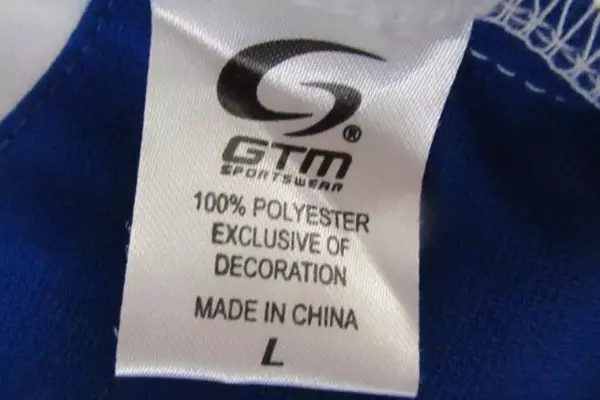 ®
GTM
SPORTSWEAR
100% POLYESTER
EXCLUSIVE OF
DECORATION
MADE IN CHINA
L